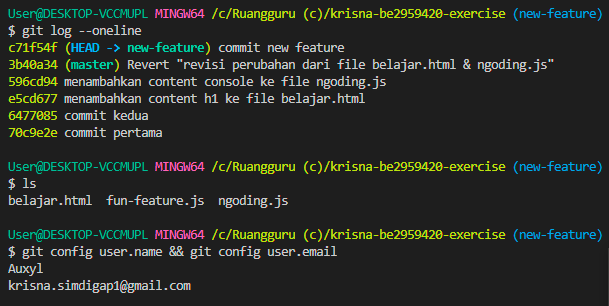 User@DESKTOP-VCCMUPL MINGW64 /c/Ruangguru (c)/krisna-be2959420-exercise (new-feature)
$ git log --oneline
c71f54f (HEAD -> new-feature) commit new feature
3b40a34 (master) Revert "revisi perubahan dari file belajar.html & ngoding.js"
596cd94 menambahkan content console ke file ngoding.js
e5cd677 menambahkan content h1 ke file belajar.html
6477085 commit kedua
70c9e2e commit pertama
User@DESKTOP-VCCMUPL MINGW64 /c/Ruangguru (c)/krisna-be2959420-exercise (new-feature)
$ ls
belajar.html  fun-feature.js  ngoding.js
User@DESKTOP-VCCMUPL MINGW64 /c/Ruangguru (c)/krisna-be2959420-exercise (new-feature)
$ git config user.name && git config user.email
Auxyl
krisna.simdigap1@gmail.com